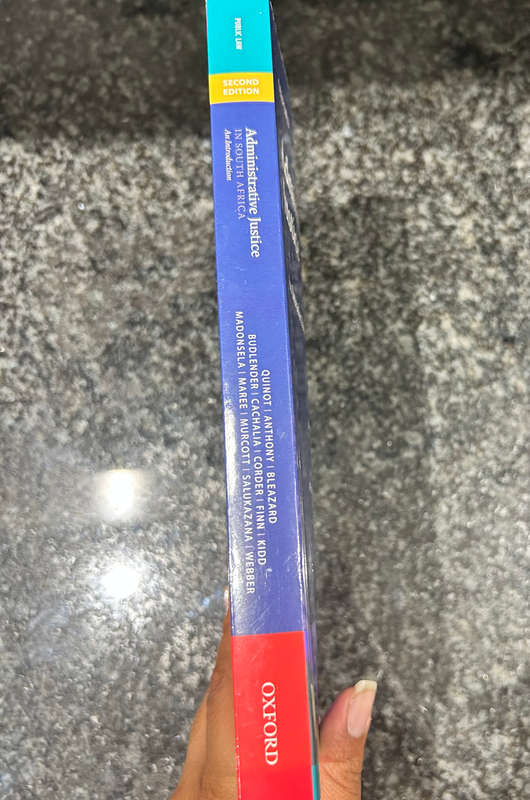 PUBLIC LAW
SECOND
EDITION
Administrative Justice
IN SOUTH AFRICA
An Introduction
QUINOT | ANTHONY | BLEAZARD
BUDLENDER | CACHALIA | CORDER | FINN | KIDD
MADONSELA | MAREE | MURCOTT | SALUKAZANA | WEBBER
OXFORD